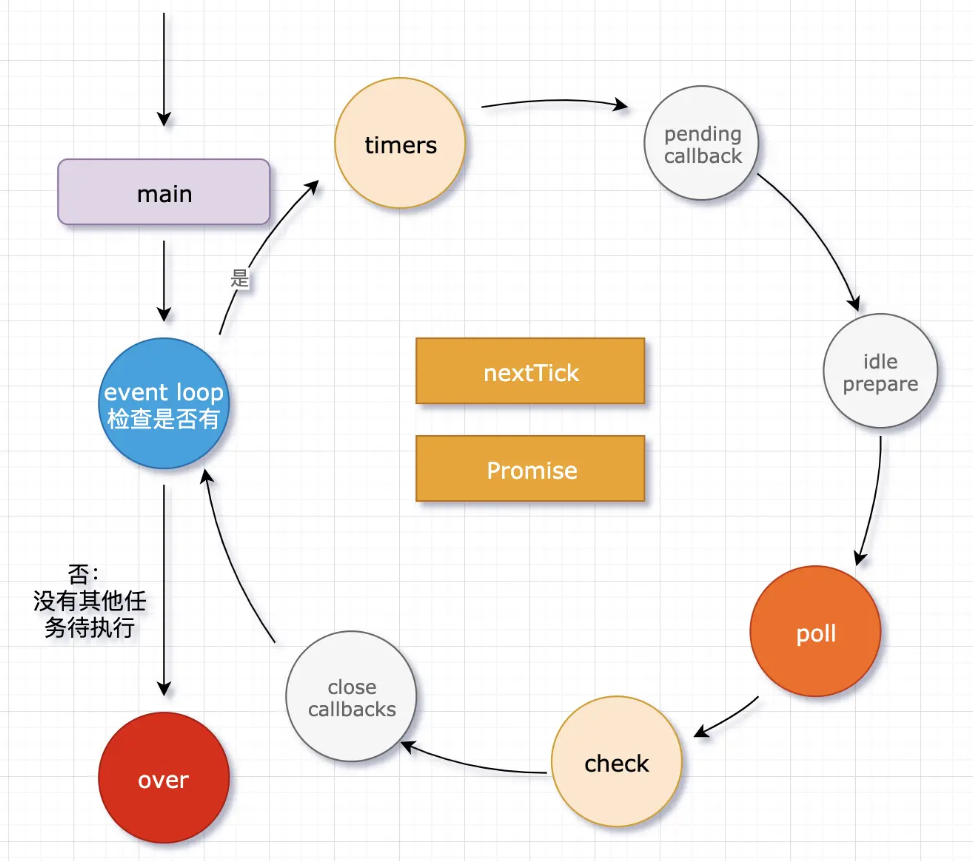 main
timers
pending
callback
是
event loop
检查是否有
nextTick
Promise
idle
prepare
否：
没有其他任
务待执行
poll
close
callbacks
check
over